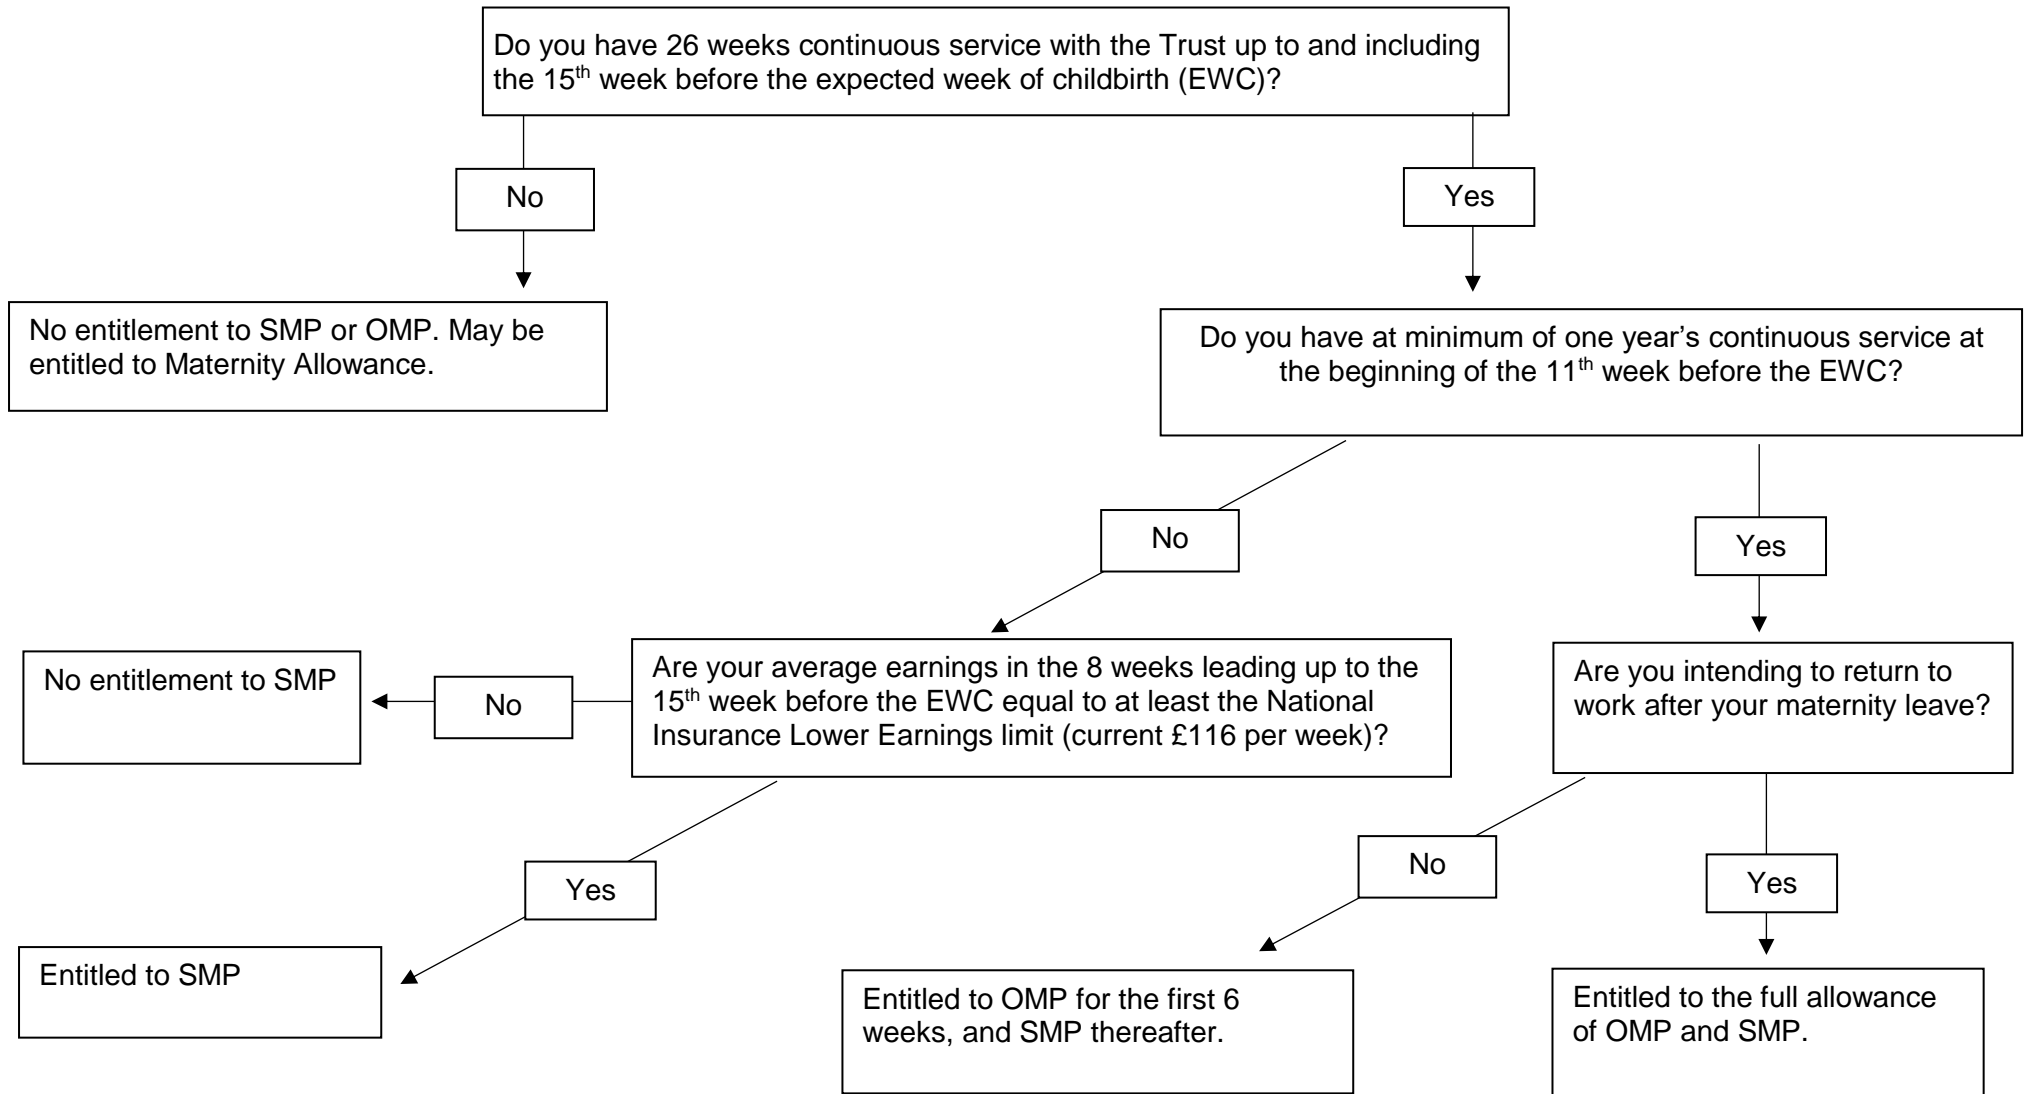 Do you have 26 weeks continuous service with the Trust up to and including
the 15th week before the expected week of childbirth (EWC)?
No
Yes
No entitlement to SMP or OMP. May be
entitled to Maternity Allowance.
Do you have at minimum of one year’s continuous service at
the beginning of the 11th week before the EWC?
No
Yes
No entitlement to SMP
No
Are your average earnings in the 8 weeks leading up to the
15th week before the EWC equal to at least the National
Insurance Lower Earnings limit (current £116 per week)?
Are you intending to return to
work after your maternity leave?
Yes
No
Yes
Entitled to SMP
Entitled to OMP for the first 6
weeks, and SMP thereafter.
Entitled to the full allowance
of OMP and SMP.